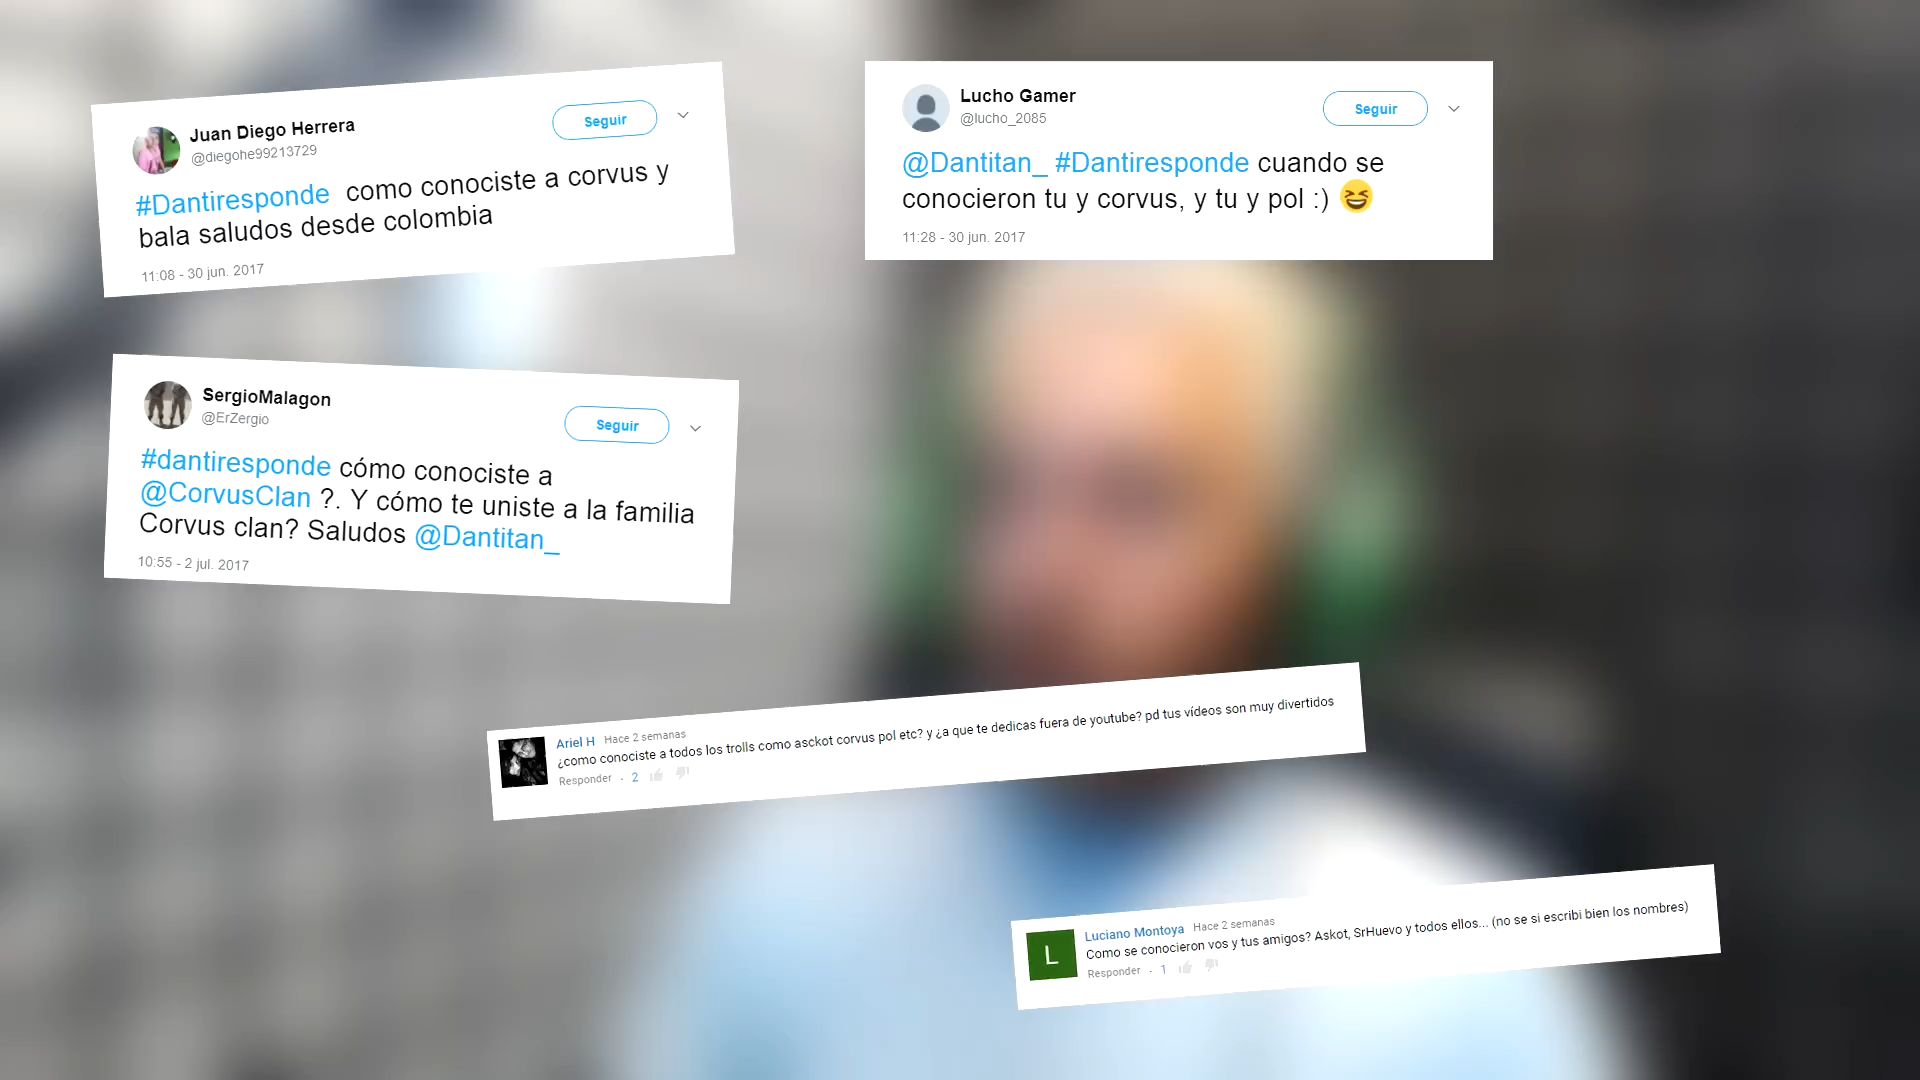 Juan Diego Herrera
@diegohe99213729
Seguir
#Dantiresponde como conociste a corvus y
bala saludos desde colombia
11:08 - 30 jun. 2017
Lucho Gamer
@lucho_2085
Seguir
@Dantitan_ #Dantiresponde cuando se
conocieron tu y corvus, y tu y pol :) 😆
11:28 - 30 jun. 2017
SergioMalagon
@ErZergio
Seguir
#dantiresponde cómo conociste a
@CorvusClan ?. Y cómo te uniste a la familia
Corvus clan? Saludos @Dantitan_
10:55 - 2 jul. 2017
Ariel H Hace 2 semanas
¿como conociste a todos los trolls como asckot corvus pol etc? y ¿a que te dedicas fuera de youtube? pd tus vídeos son muy divertidos
Responder · 2
L
Luciano Montoya Hace 2 semanas
Como se conocieron vos y tus amigos? Askot, SrHuevo y todos ellos... (no se si escribi bien los nombres)
Responder · 1